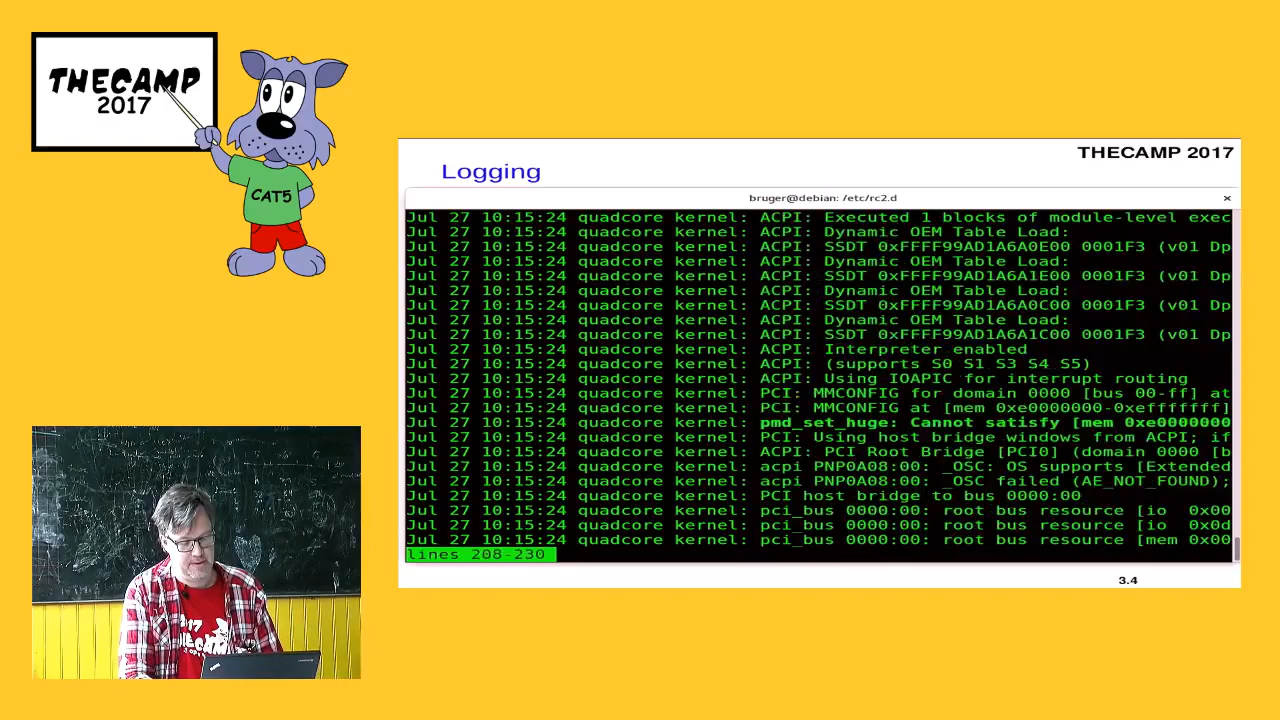 THECAMP
2017
CAT5
THECAMP 2017
Logging
bruger@debian: /etc/rc2.d ×
Jul 27 10:15:24 quadcore kernel: ACPI: Executed 1 blocks of module-level exec
Jul 27 10:15:24 quadcore kernel: ACPI: Dynamic OEM Table Load:
Jul 27 10:15:24 quadcore kernel: ACPI: SSDT 0xFFFF99AD1A6A0E00 0001F3 (v01 Dp
Jul 27 10:15:24 quadcore kernel: ACPI: Dynamic OEM Table Load:
Jul 27 10:15:24 quadcore kernel: ACPI: SSDT 0xFFFF99AD1A6A1E00 0001F3 (v01 Dp
Jul 27 10:15:24 quadcore kernel: ACPI: Dynamic OEM Table Load:
Jul 27 10:15:24 quadcore kernel: ACPI: SSDT 0xFFFF99AD1A6A0C00 0001F3 (v01 Dp
Jul 27 10:15:24 quadcore kernel: ACPI: Dynamic OEM Table Load:
Jul 27 10:15:24 quadcore kernel: ACPI: SSDT 0xFFFF99AD1A6A1C00 0001F3 (v01 Dp
Jul 27 10:15:24 quadcore kernel: ACPI: Interpreter enabled
Jul 27 10:15:24 quadcore kernel: ACPI: (supports S0 S1 S3 S4 S5)
Jul 27 10:15:24 quadcore kernel: ACPI: Using IOAPIC for interrupt routing
Jul 27 10:15:24 quadcore kernel: PCI: MMCONFIG for domain 0000 [bus 00-ff] at
Jul 27 10:15:24 quadcore kernel: PCI: MMCONFIG at [mem 0xe0000000-0xefffffff]
Jul 27 10:15:24 quadcore kernel: pmd_set_huge: Cannot satisfy [mem 0xe0000000
Jul 27 10:15:24 quadcore kernel: PCI: Using host bridge windows from ACPI; if
Jul 27 10:15:24 quadcore kernel: ACPI: PCI Root Bridge [PCI0] (domain 0000 [b
Jul 27 10:15:24 quadcore kernel: acpi PNP0A08:00: _OSC: OS supports [Extended
Jul 27 10:15:24 quadcore kernel: acpi PNP0A08:00: _OSC failed (AE_NOT_FOUND);
Jul 27 10:15:24 quadcore kernel: PCI host bridge to bus 0000:00
Jul 27 10:15:24 quadcore kernel: pci_bus 0000:00: root bus resource [io 0x00
Jul 27 10:15:24 quadcore kernel: pci_bus 0000:00: root bus resource [io 0x0d
Jul 27 10:15:24 quadcore kernel: pci_bus 0000:00: root bus resource [mem 0x00
lines 208-230
3.4